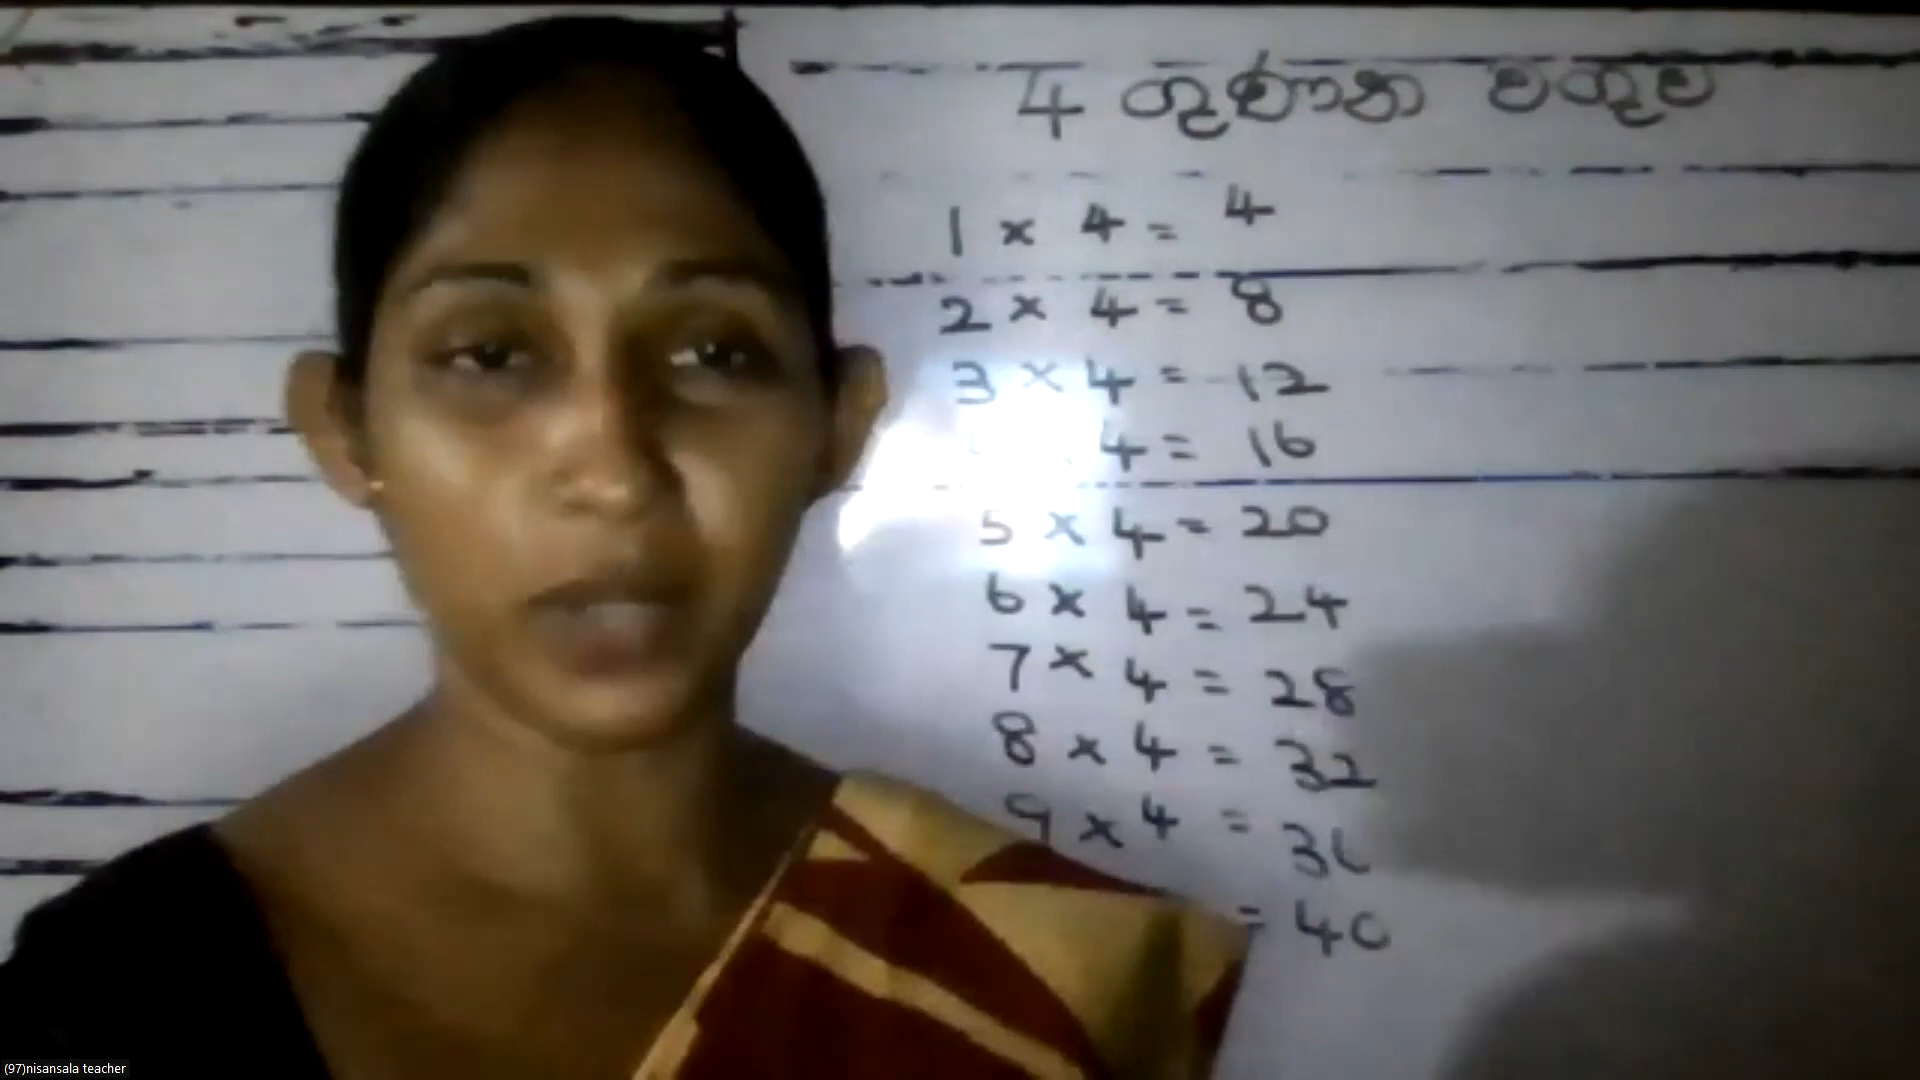 4 ගුණන වගුව
1 x 4 = 4
2 x 4 = 8
3 x 4 = 12
4 = 16
5 x 4 = 20
6 x 4 = 24
7 x 4 = 28
8 x 4 = 32
9 x 4 = 36
= 40
(97)nisansala teacher